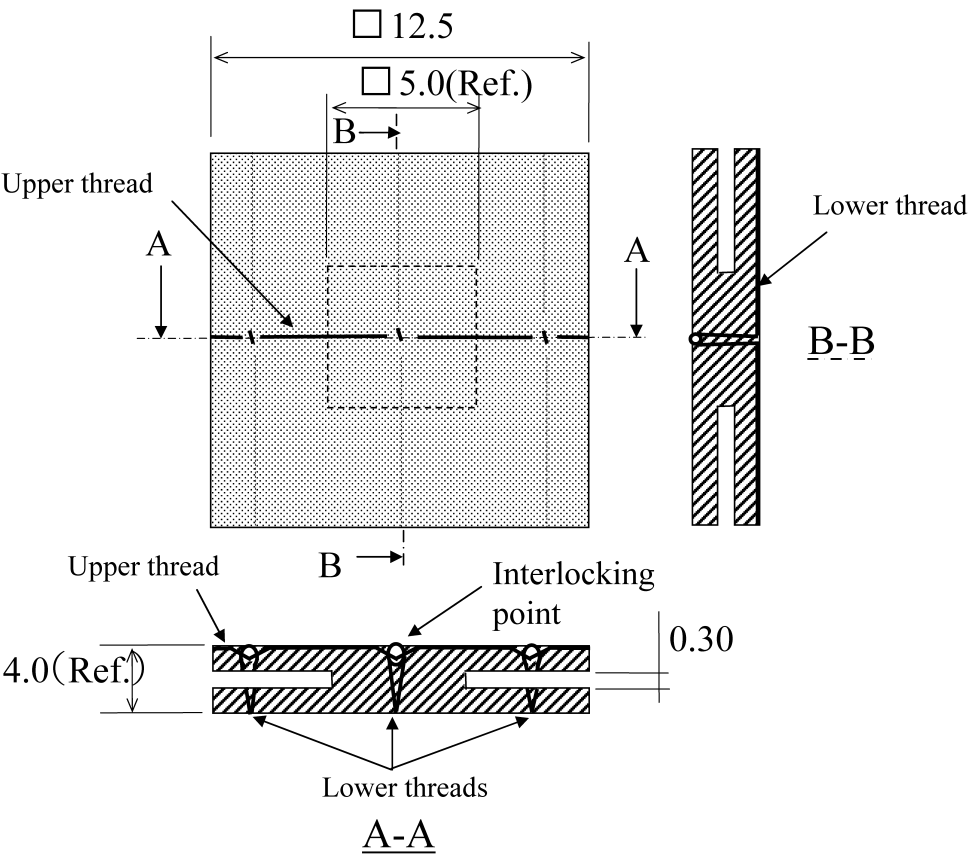 □ 12.5
□ 5.0(Ref.)
B
Upper thread
A
A
Lower thread
B-B
B
Upper thread
Interlocking
point
0.30
4.0(Ref.)
Lower threads
A-A